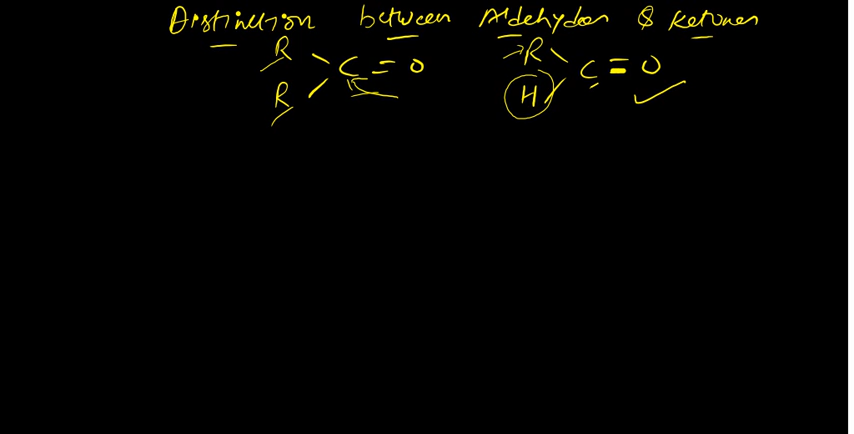 Distinction between Aldehydes & Ketones
R R
C = O C = O
R H